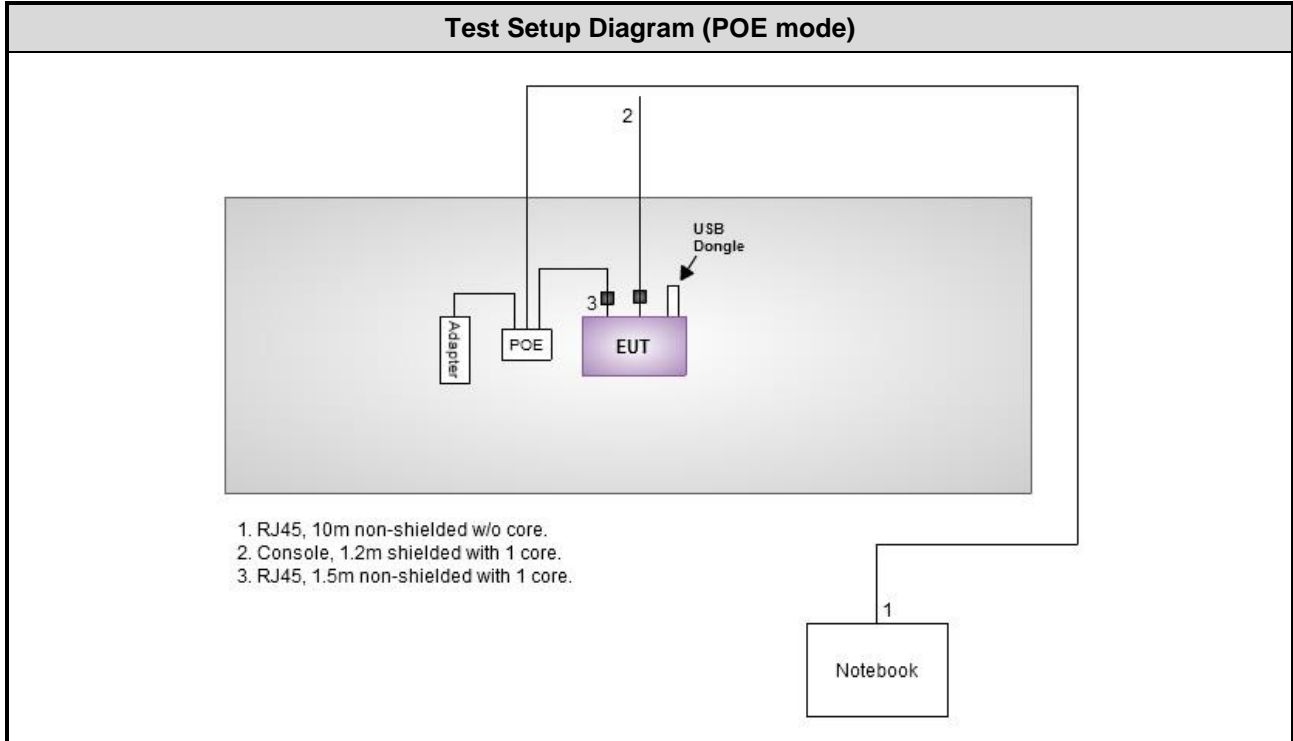 Test Setup Diagram (POE mode)
2
USB
Dongle
3
Adapter
POE
EUT
1. RJ45, 10m non-shielded w/o core.
2. Console, 1.2m shielded with 1 core.
3. RJ45, 1.5m non-shielded with 1 core.
1
Notebook